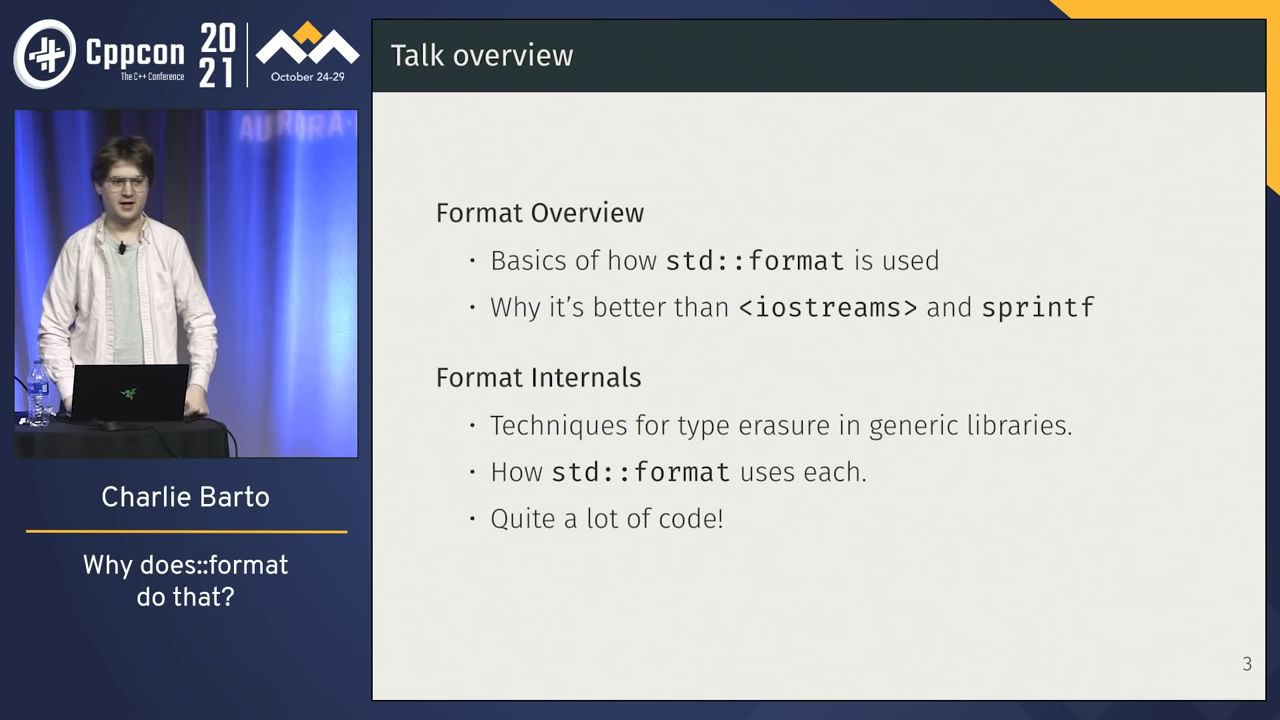 Cppcon
The C++ Conference
20
21
October 24-29
Talk overview
Format Overview
· Basics of how std::format is used
· Why it’s better than <iostreams> and sprintf
Format Internals
· Techniques for type erasure in generic libraries.
· How std::format uses each.
· Quite a lot of code!
3
AURORA
Charlie Barto
Why does::format
do that?